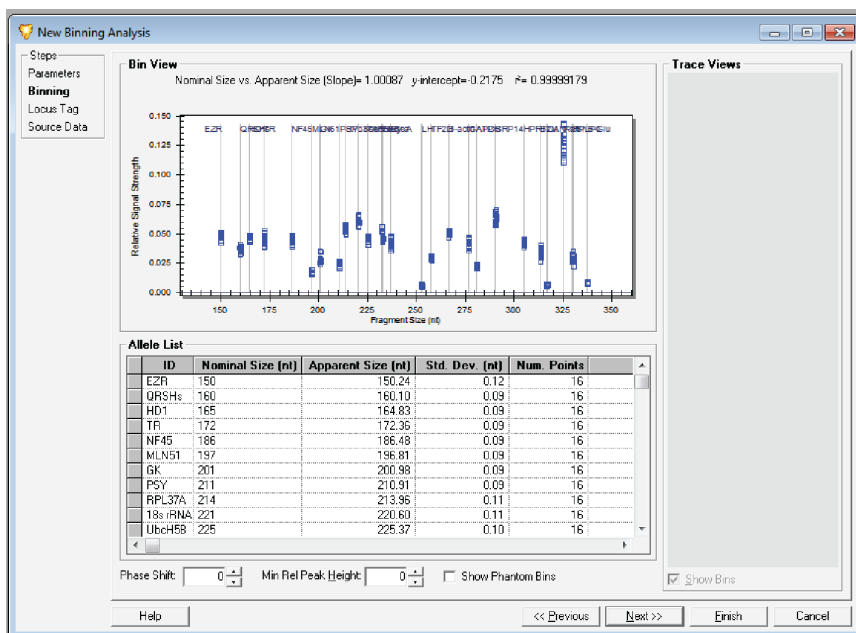 New Binning Analysis
Steps
Parameters
Binning
Locus Tag
Source Data
Bin View
Nominal Size vs. Apparent Size (Slope)= 1.00087 y-intercept=-0.2175 r²= 0.99999179
Relative Signal Strength
0.150
0.125
0.100
0.075
0.050
0.025
0.000
EZR
150 175 200 225 250 275 300 325 350
Fragment Size (nt)
Allele List
ID Nominal Size (nt) Apparent Size (nt) Std. Dev. (nt) Num. Points
EZR 150 150.24 0.12 16
QRSHs 160 160.10 0.09 16
HD1 165 164.83 0.09 16
TR 172 172.36 0.09 16
NF45 186 186.48 0.09 16
MLN51 197 196.81 0.09 16
GK 201 200.98 0.09 16
PSY 211 210.91 0.09 16
RPL37A 214 213.96 0.11 16
18s rRNA 221 220.60 0.11 16
UbcH5B 225 225.37 0.10 16
Phase Shift: 0 Min Rel Peak Height: 0 Show Phantom Bins
Trace Views
Show Bins
Help << Previous Next >> Finish Cancel